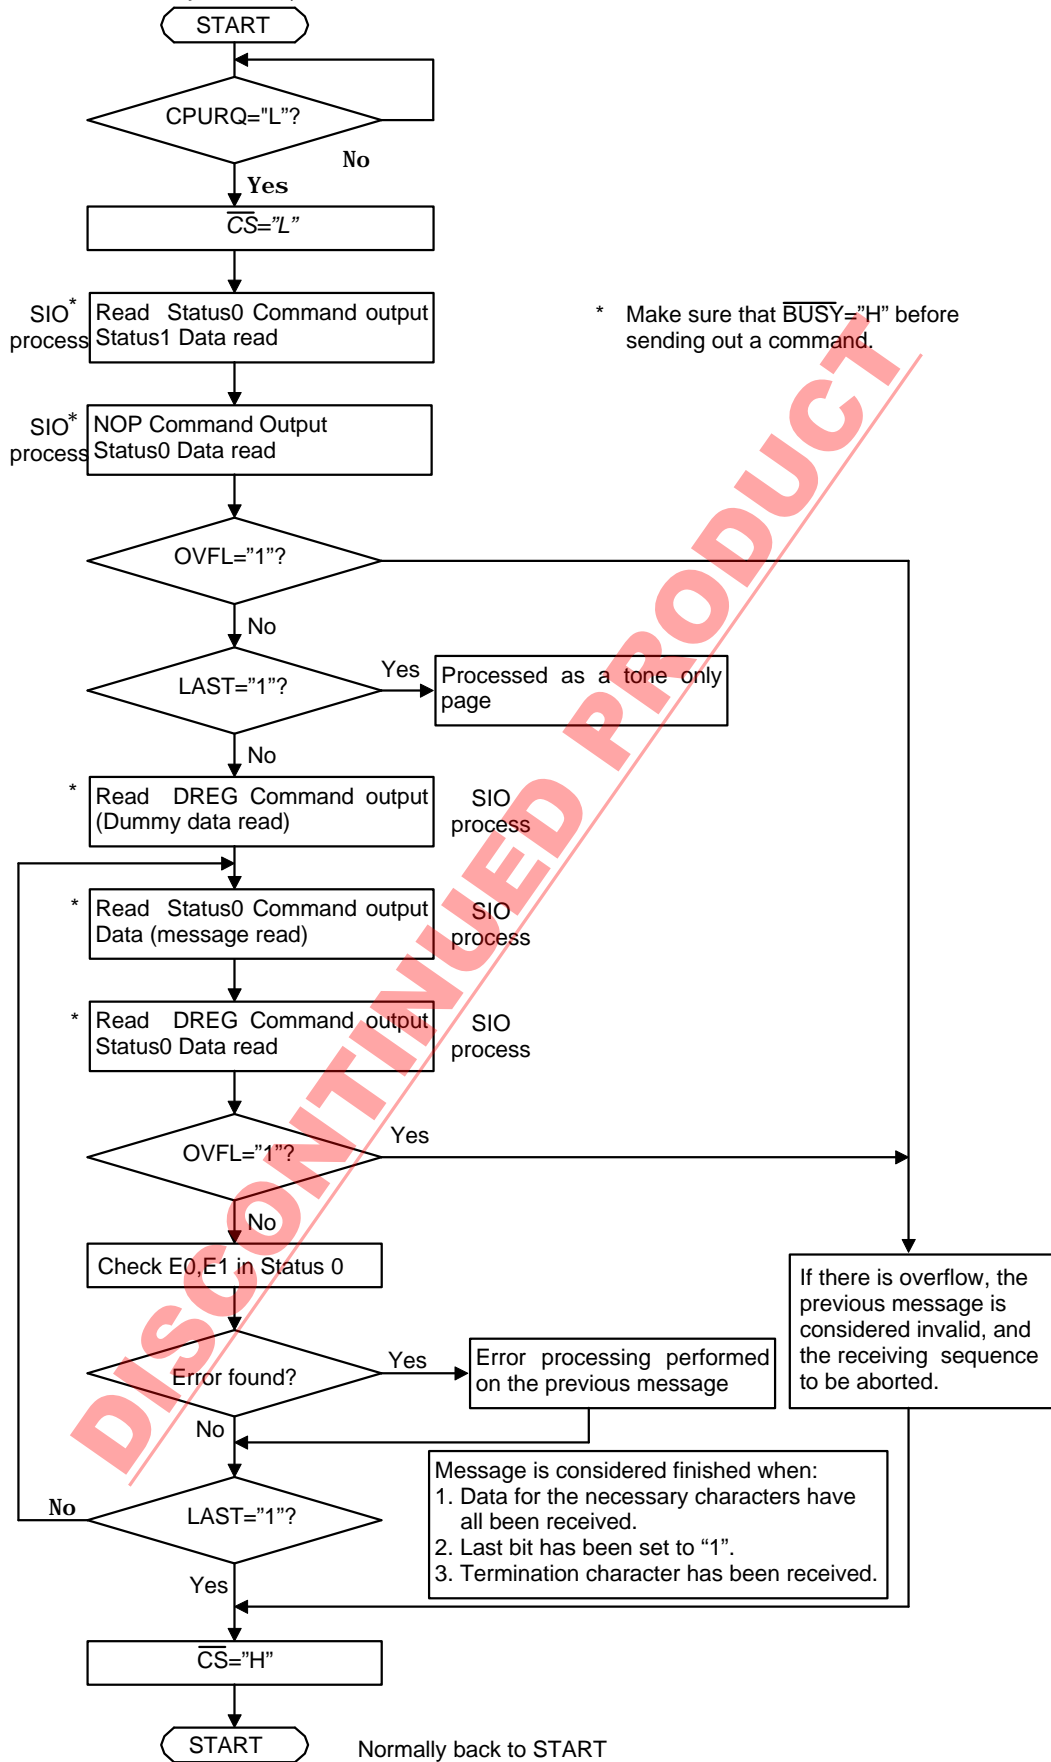 START
CPURQ="L"?
No
Yes
CS="L"
SIO*
process
Read Status0 Command output
Status1 Data read
* Make sure that BUSY="H" before
sending out a command.
SIO*
process
NOP Command Output
Status0 Data read
OVFL="1"?
No
LAST="1"?
Yes
Processed as a tone only
page
No
* Read DREG Command output
(Dummy data read)
SIO
process
* Read Status0 Command output
Data (message read)
SIO
process
* Read DREG Command output
Status0 Data read
SIO
process
OVFL="1"?
Yes
No
Check E0,E1 in Status 0
If there is overflow, the
previous message is
considered invalid, and
the receiving sequence
to be aborted.
Error found?
Yes
Error processing performed
on the previous message
No
Message is considered finished when:
1. Data for the necessary characters have
all been received.
2. Last bit has been set to “1”.
3. Termination character has been received.
LAST="1"?
No
Yes
CS="H"
START
Normally back to START
DISCONTINUED PRODUCT